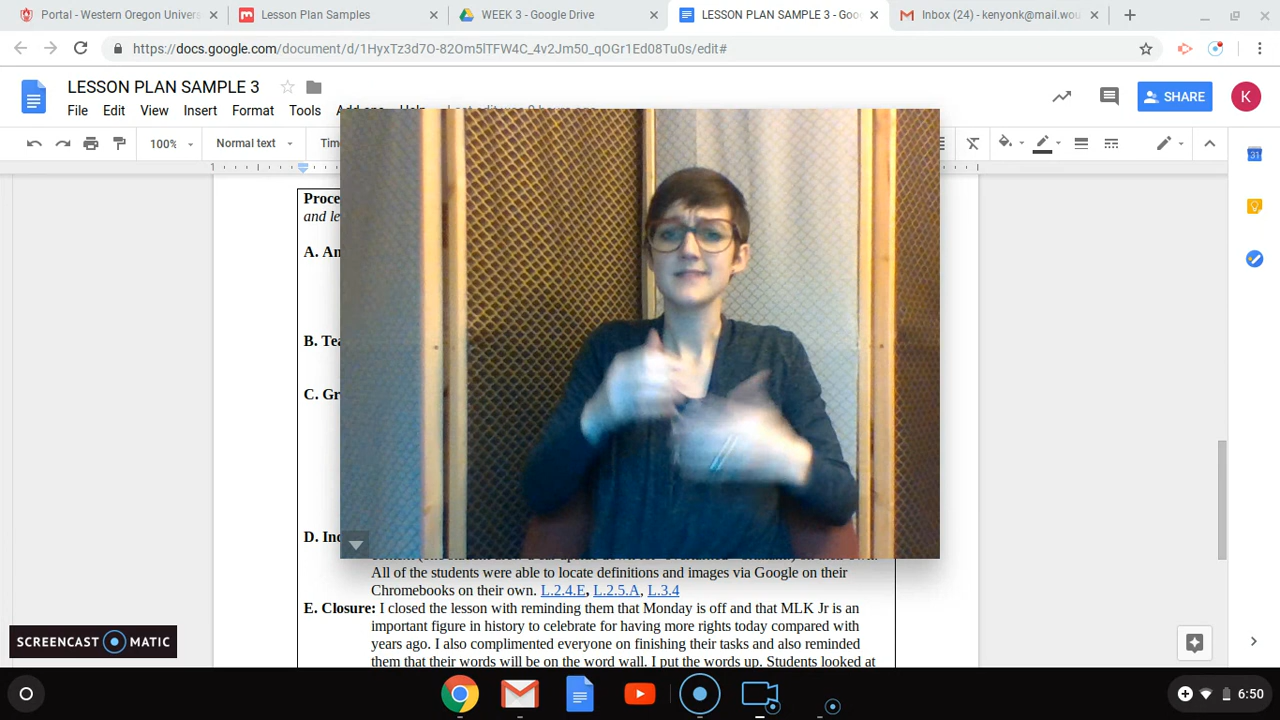 Portal - Western Oregon Univers
Lesson Plan Samples
WEEK 3 - Google Drive
LESSON PLAN SAMPLE 3 - Goo
Inbox (24) - kenyonk@mail.wou
https://docs.google.com/document/d/1HyxTz3d7O-82Om5lTFW4C_4v2Jm50_qOGr1Ed08Tu0s/edit#
LESSON PLAN SAMPLE 3
File Edit View Insert Format Tools Add-ons Help
SHARE
K
100% Normal text
Proce
and le
A. An
B. Tea
C. Gr
D. Ind
All of the students were able to locate definitions and images via Google on their
Chromebooks on their own. L.2.4.E, L.2.5.A, L.3.4
E. Closure: I closed the lesson with reminding them that Monday is off and that MLK Jr is an
important figure in history to celebrate for having more rights today compared with
years ago. I also complimented everyone on finishing their tasks and also reminded
them that their words will be on the word wall. I put the words up. Students looked at
SCREENCAST MATIC
31
6:50